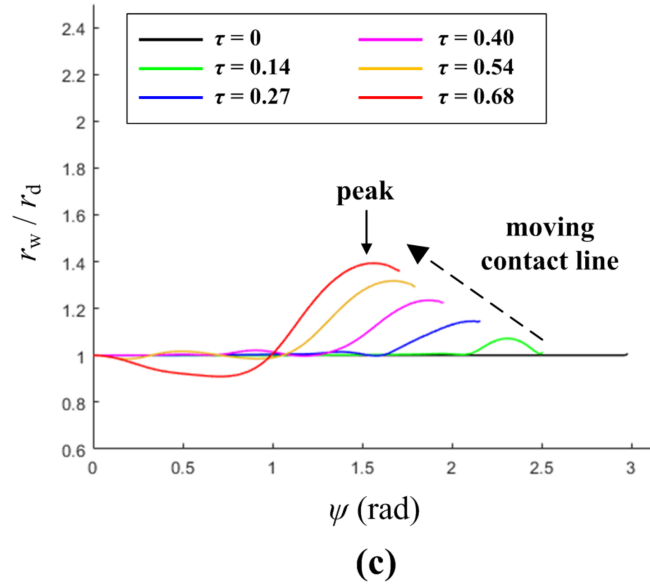 2.4
2.2
2
1.8
1.6
1.4
1.2
1
0.8
0.6
r_w / r_d
τ = 0
τ = 0.14
τ = 0.27
τ = 0.40
τ = 0.54
τ = 0.68
peak
moving
contact line
0
0.5
1
1.5
2
2.5
3
ψ (rad)
(c)